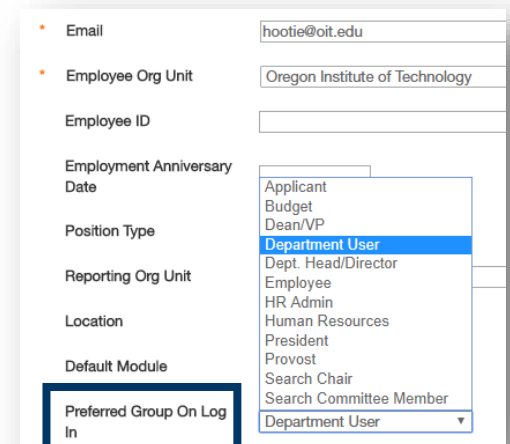 * Email hootie@oit.edu
* Employee Org Unit Oregon Institute of Technology
Employee ID
Employment Anniversary
Date
Applicant
Budget
Position Type
Dean/VP
Department User
Dept. Head/Director
Reporting Org Unit
Employee
HR Admin
Location
Human Resources
President
Default Module
Provost
Search Chair
Search Committee Member
Preferred Group On Log
In
Department User